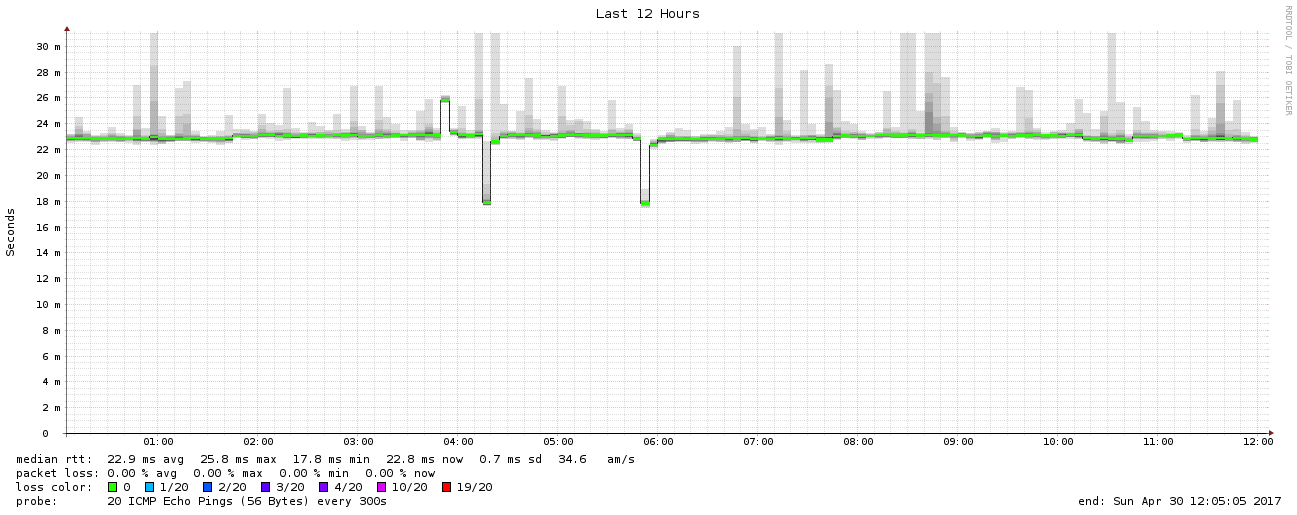 Last 12 Hours
RRDTOOL / TOBI OETIKER
Seconds
30 m
28 m
26 m
24 m
22 m
20 m
18 m
16 m
14 m
12 m
10 m
8 m
6 m
4 m
2 m
0
01:00 02:00 03:00 04:00 05:00 06:00 07:00 08:00 09:00 10:00 11:00 12:00
median rtt: 22.9 ms avg 25.8 ms max 17.8 ms min 22.8 ms now 0.7 ms sd 34.6 am/s
packet loss: 0.00 % avg 0.00 % max 0.00 % min 0.00 % now
loss color: 0 1/20 2/20 3/20 4/20 10/20 19/20
probe: 20 ICMP Echo Pings (56 Bytes) every 300s end: Sun Apr 30 12:05:05 2017